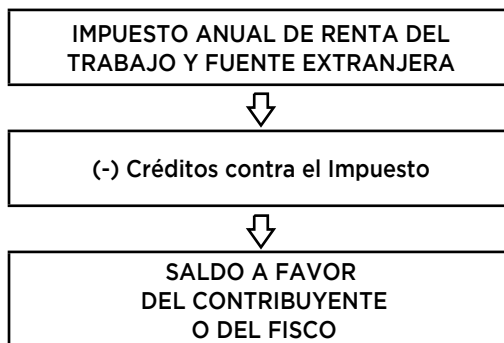 IMPUESTO ANUAL DE RENTA DEL
TRABAJO Y FUENTE EXTRANJERA
(-) Créditos contra el Impuesto
SALDO A FAVOR
DEL CONTRIBUYENTE
O DEL FISCO